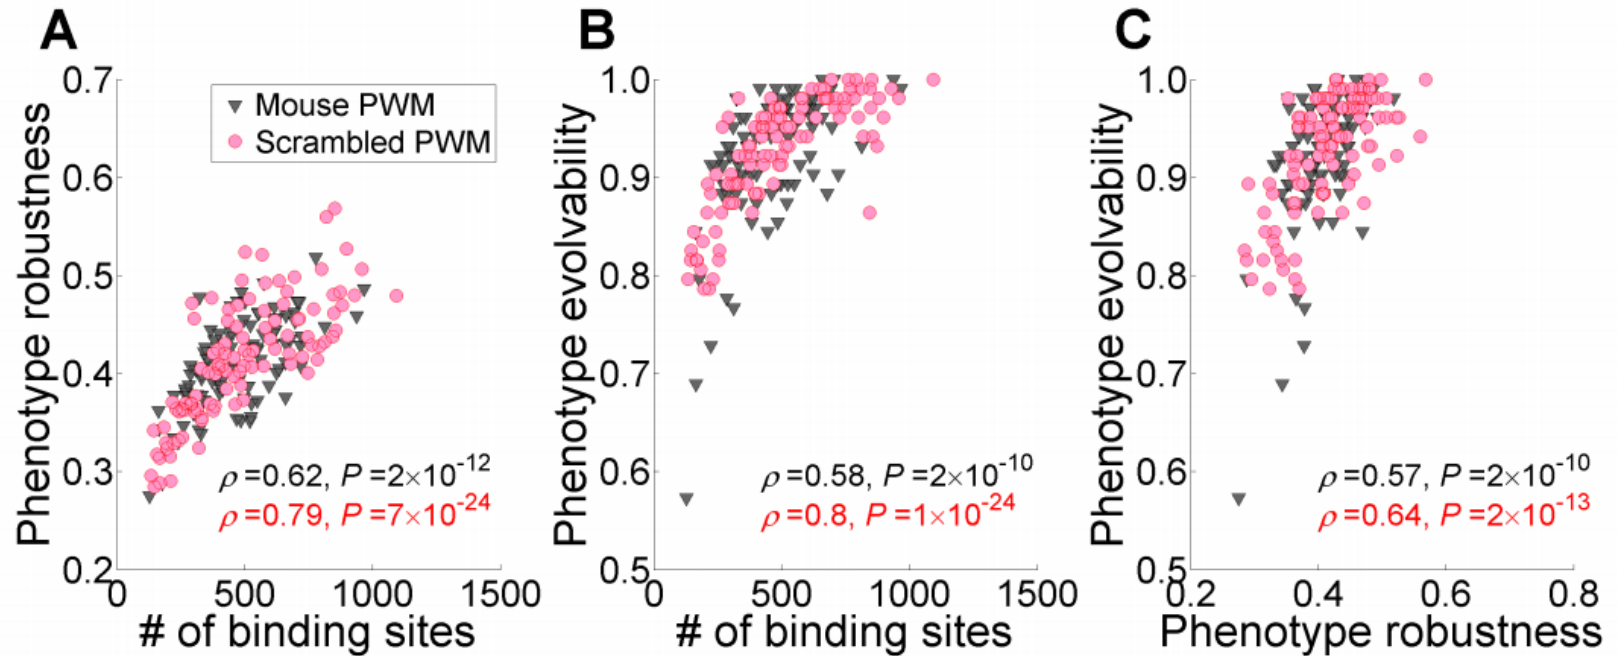 A
Phenotype robustness
0.7
0.6
0.5
0.4
0.3
0.2
0
500
1000
1500
# of binding sites
Mouse PWM
Scrambled PWM
ρ=0.62, P=2×10⁻¹²
ρ=0.79, P=7×10⁻²⁴
B
Phenotype evolvability
1.0
0.9
0.8
0.7
0.6
0.5
0
500
1000
1500
# of binding sites
ρ=0.58, P=2×10⁻¹⁰
ρ=0.8, P=1×10⁻²⁴
C
Phenotype evolvability
1.0
0.9
0.8
0.7
0.6
0.5
0.2
0.4
0.6
0.8
Phenotype robustness
ρ=0.57, P=2×10⁻¹⁰
ρ=0.64, P=2×10⁻¹³